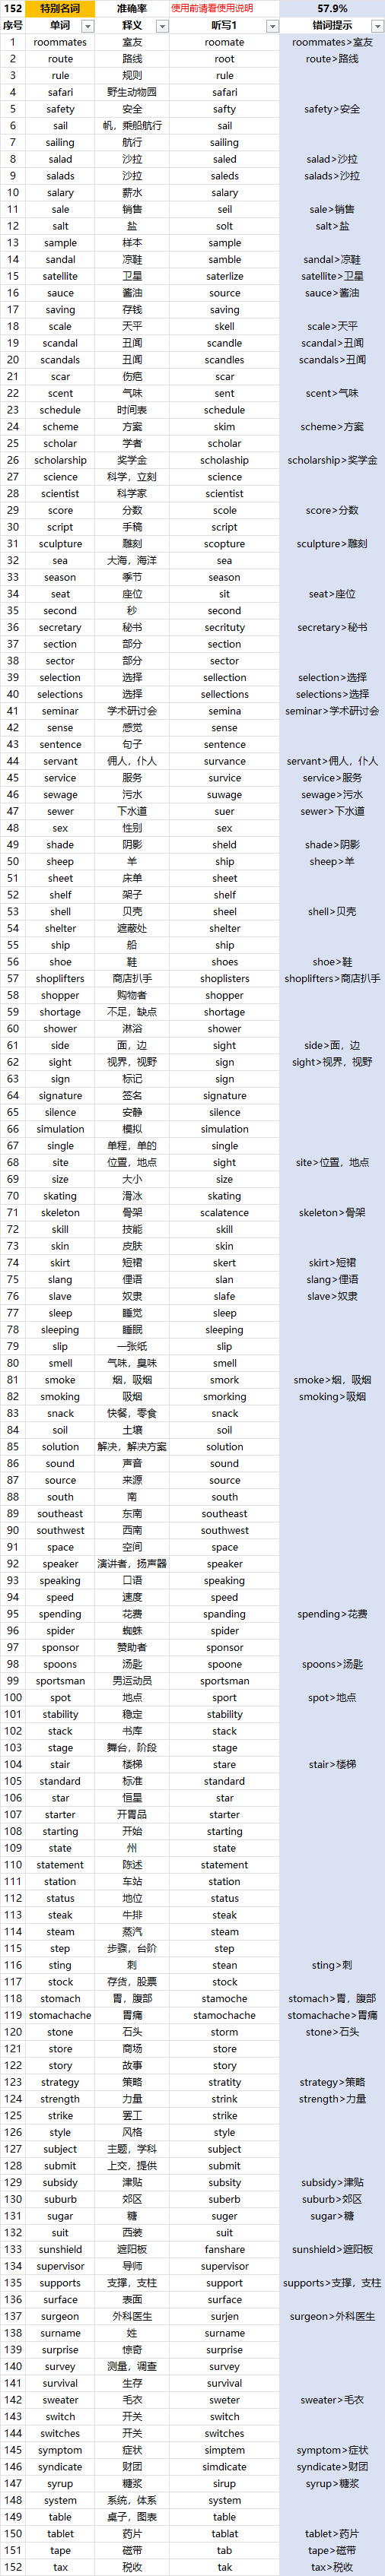 152 特别名词 准确率 使用前请看使用说明 57.9%
序号 单词 释义 听写1 错词提示
1 roommates 室友 roomate roommates>室友
2 route 路线 root route>路线
3 rule 规则 rule
4 safari 野生动物园 safari
5 safety 安全 safty safety>安全
6 sail 帆，乘船航行 sail
7 sailing 航行 sailing
8 salad 沙拉 saled salad>沙拉
9 salads 沙拉 saleds salads>沙拉
10 salary 薪水 salary
11 sale 销售 seil sale>销售
12 salt 盐 solt salt>盐
13 sample 样本 sample
14 sandal 凉鞋 samble sandal>凉鞋
15 satellite 卫星 saterlize satellite>卫星
16 sauce 酱油 source sauce>酱油
17 saving 存钱 saving
18 scale 天平 skell scale>天平
19 scandal 丑闻 scandle scandal>丑闻
20 scandals 丑闻 scandles scandals>丑闻
21 scar 伤疤 scar
22 scent 气味 sent scent>气味
23 schedule 时间表 schedule
24 scheme 方案 skim scheme>方案
25 scholar 学者 scholar
26 scholarship 奖学金 scholaship scholarship>奖学金
27 science 科学，立刻 science
28 scientist 科学家 scientist
29 score 分数 scole score>分数
30 script 手稿 script
31 sculpture 雕刻 scopture sculpture>雕刻
32 sea 大海，海洋 sea
33 season 季节 season
34 seat 座位 sit seat>座位
35 second 秒 second
36 secretary 秘书 secrituty secretary>秘书
37 section 部分 section
38 sector 部分 sector
39 selection 选择 sellection selection>选择
40 selections 选择 sellections selections>选择
41 seminar 学术研讨会 semina seminar>学术研讨会
42 sense 感觉 sense
43 sentence 句子 sentence
44 servant 佣人，仆人 survance servant>佣人，仆人
45 service 服务 survice service>服务
46 sewage 污水 suwage sewage>污水
47 sewer 下水道 suer sewer>下水道
48 sex 性别 sex
49 shade 阴影 sheld shade>阴影
50 sheep 羊 ship sheep>羊
51 sheet 床单 sheet
52 shelf 架子 shelf
53 shell 贝壳 sheel shell>贝壳
54 shelter 遮蔽处 shelter
55 ship 船 ship
56 shoe 鞋 shoes shoe>鞋
57 shoplifters 商店扒手 shoplisters shoplifters>商店扒手
58 shopper 购物者 shopper
59 shortage 不足，缺点 shortage
60 shower 淋浴 shower
61 side 面，边 sight side>面，边
62 sight 视界，视野 sign sight>视界，视野
63 sign 标记 sign
64 signature 签名 signature
65 silence 安静 silence
66 simulation 模拟 simulation
67 single 单程，单的 single
68 site 位置，地点 sight site>位置，地点
69 size 大小 size
70 skating 滑冰 skating
71 skeleton 骨架 scalatence skeleton>骨架
72 skill 技能 skill
73 skin 皮肤 skin
74 skirt 短裙 skert skirt>短裙
75 slang 俚语 slan slang>俚语
76 slave 奴隶 slafe slave>奴隶
77 sleep 睡觉 sleep
78 sleeping 睡眠 sleeping
79 slip 一张纸 slip
80 smell 气味，臭味 smell
81 smoke 烟，吸烟 smork smoke>烟，吸烟
82 smoking 吸烟 smorking smoking>吸烟
83 snack 快餐，零食 snack
84 soil 土壤 soil
85 solution 解决，解决方案 solution
86 sound 声音 sound
87 source 来源 source
88 south 南 south
89 southeast 东南 southeast
90 southwest 西南 southwest
91 space 空间 space
92 speaker 演讲者，扬声器 speaker
93 speaking 口语 speaking
94 speed 速度 speed
95 spending 花费 spanding spending>花费
96 spider 蜘蛛 spider
97 sponsor 赞助者 sponsor
98 spoons 汤匙 spoone spoons>汤匙
99 sportsman 男运动员 sportsman
100 spot 地点 sport spot>地点
101 stability 稳定 stability
102 stack 书库 stack
103 stage 舞台，阶段 stage
104 stair 楼梯 stare stair>楼梯
105 standard 标准 standard
106 star 恒星 star
107 starter 开胃品 starter
108 starting 开始 starting
109 state 州 state
110 statement 陈述 statement
111 station 车站 station
112 status 地位 status
113 steak 牛排 steak
114 steam 蒸汽 steam
115 step 步骤，台阶 step
116 sting 刺 stean sting>刺
117 stock 存货，股票 stock
118 stomach 胃，腹部 stamoche stomach>胃，腹部
119 stomachache 胃痛 stamochache stomachache>胃痛
120 stone 石头 storm stone>石头
121 store 商场 store
122 story 故事 story
123 strategy 策略 stratity strategy>策略
124 strength 力量 strink strength>力量
125 strike 罢工 strike
126 style 风格 style
127 subject 主题，学科 subject
128 submit 上交，提供 submit
129 subsidy 津贴 subsity subsidy>津贴
130 suburb 郊区 suberb suburb>郊区
131 sugar 糖 suger sugar>糖
132 suit 西装 suit
133 sunshield 遮阳板 fanshare sunshield>遮阳板
134 supervisor 导师 supervisor
135 supports 支撑，支柱 support supports>支撑，支柱
136 surface 表面 surface
137 surgeon 外科医生 surjen surgeon>外科医生
138 surname 姓 surname
139 surprise 惊奇 surprise
140 survey 测量，调查 survey
141 survival 生存 survival
142 sweater 毛衣 sweter sweater>毛衣
143 switch 开关 switch
144 switches 开关 switches
145 symptom 症状 simptem symptom>症状
146 syndicate 财团 simdicate syndicate>财团
147 syrup 糖浆 sirup syrup>糖浆
148 system 系统，体系 system
149 table 桌子，图表 table
150 tablet 药片 tablat tablet>药片
151 tape 磁带 tab tape>磁带
152 tax 税收 tak tax>税收